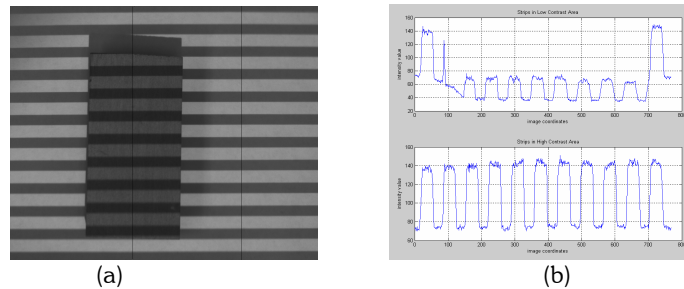 Strips in Low Contrast Area
160
140
120
100
80
60
40
20
intensity value
0 100 200 300 400 500 600 700 800
image coordinates
Strips in High Contrast Area
160
140
120
100
80
60
intensity value
0 100 200 300 400 500 600 700 800
image coordinates
(a) (b)